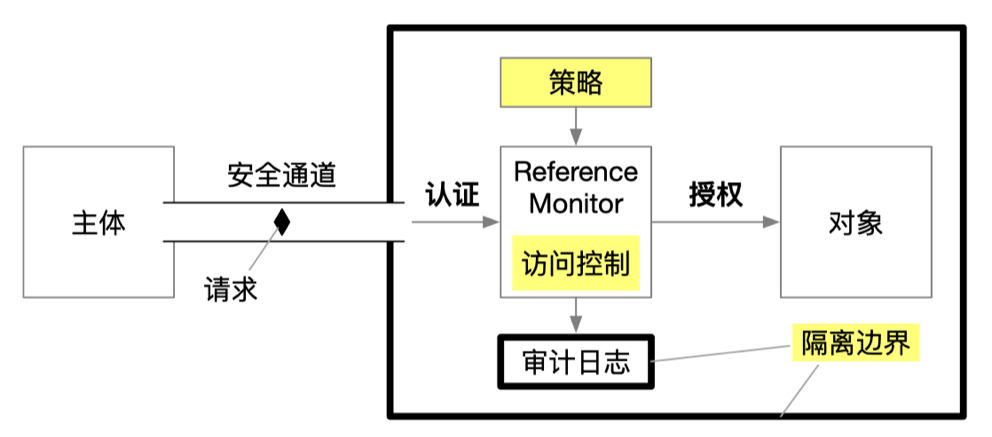 策略
安全通道
Reference
Monitor
认证
授权
主体
对象
访问控制
请求
审计日志
隔离边界